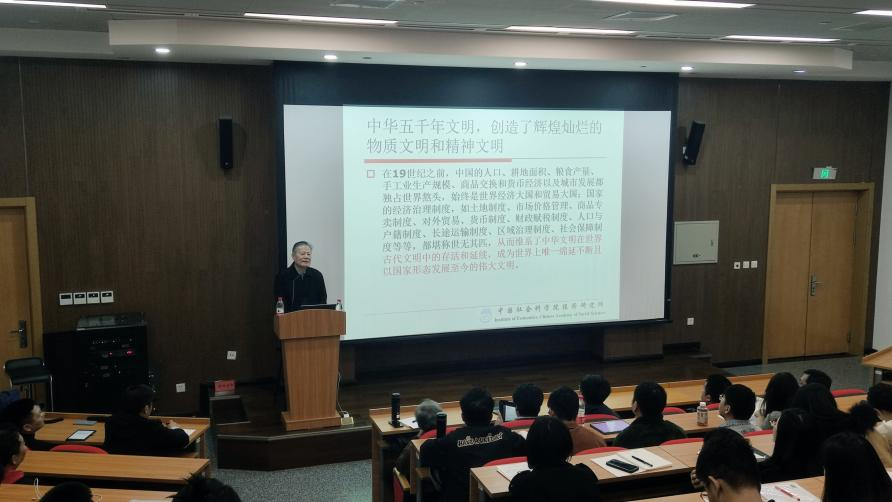 中华五千年文明，创造了辉煌灿烂的
物质文明和精神文明
在19世纪之前，中国的人口、耕地面积、粮食产量、
手工业生产规模、商品交换和货币经济以及城市发展都
独占世界鳌头，始终是世界经济大国和贸易大国；国家
的经济治理制度，如土地制度、市场价格管理、商品专
卖制度、对外贸易、货币制度、财政赋税制度、人口与
户籍制度、长途运输制度、区域治理制度、社会保障制
度等等，都堪称世无其匹，从而维系了中华文明在世界
古代文明中的存活和延续，成为世界上唯一绵延不断且
以国家形态发展至今的伟大文明。
中国社会科学院经济研究所
Institute of Economics, Chinese Academy of Social Sciences